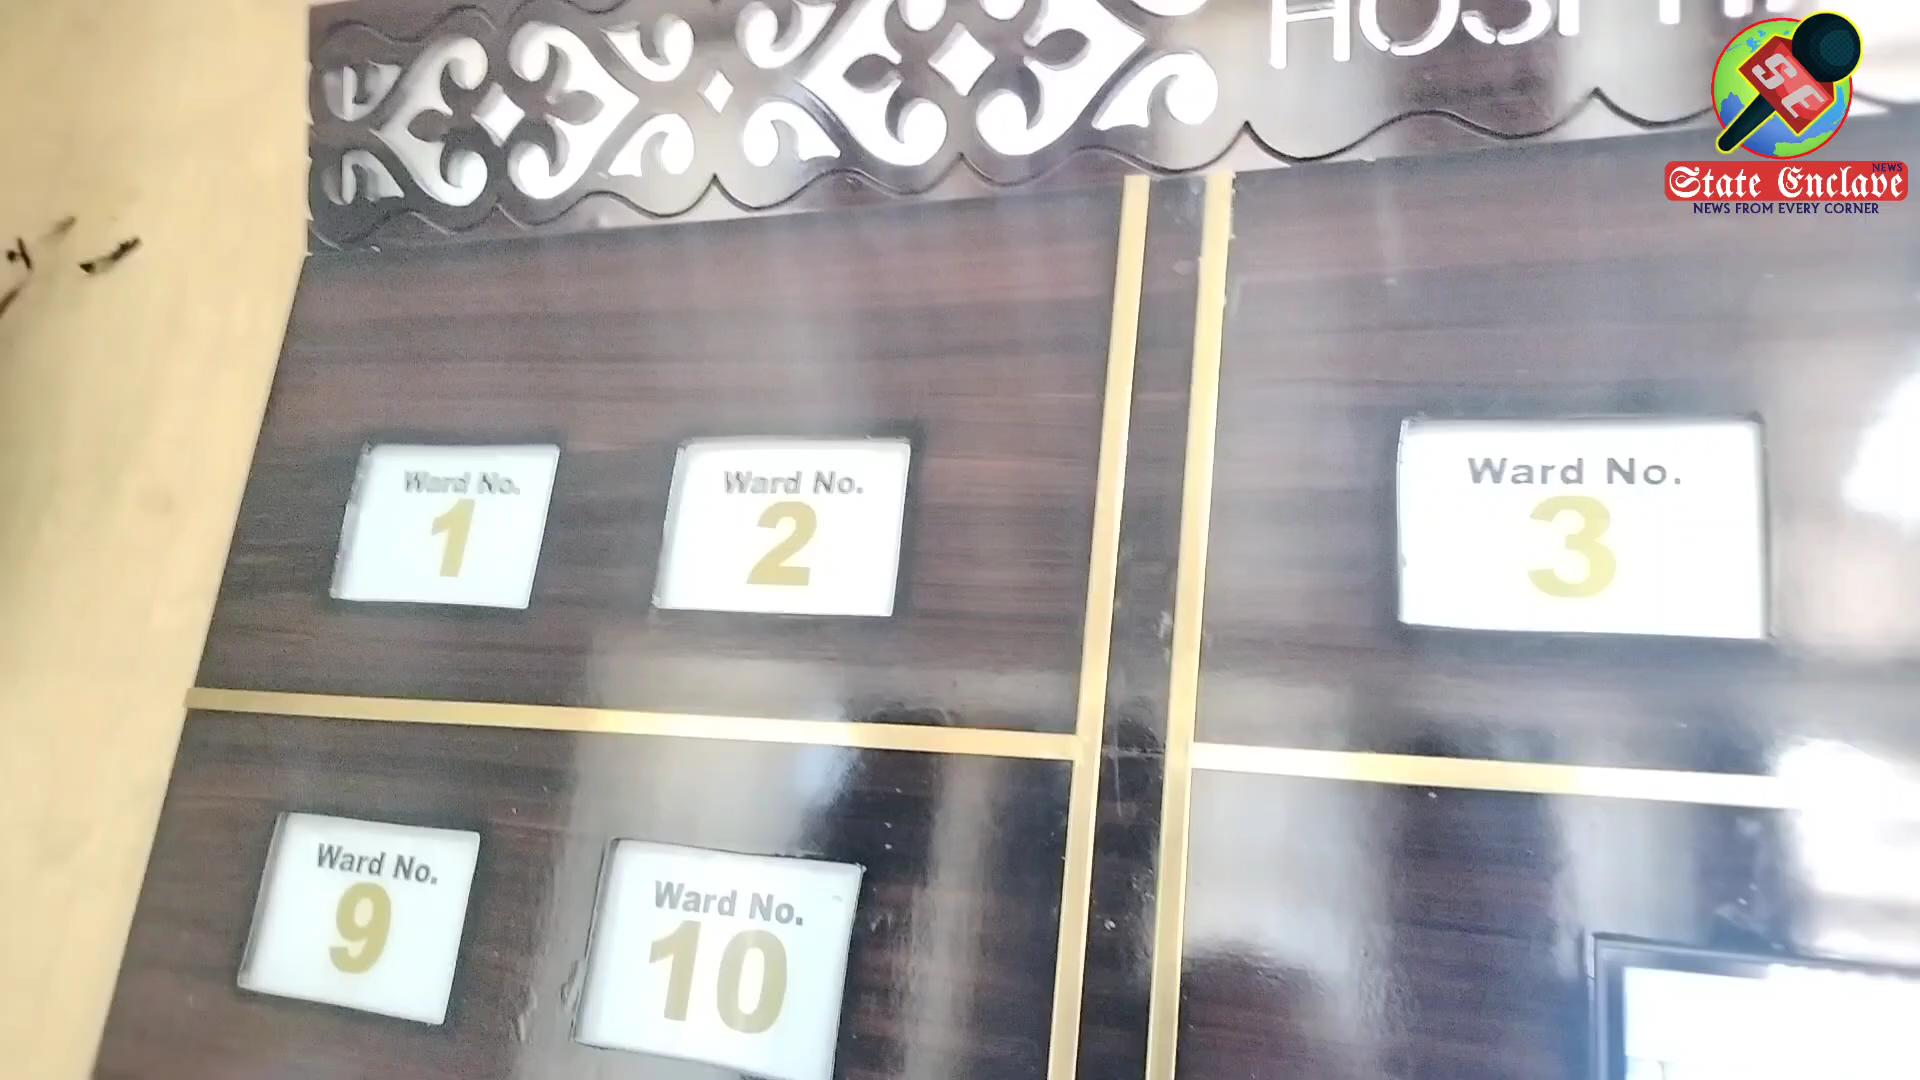 SE
NEWS
State Enclave
NEWS FROM EVERY CORNER
Ward No.
1
Ward No.
2
Ward No.
3
Ward No.
9
Ward No.
10